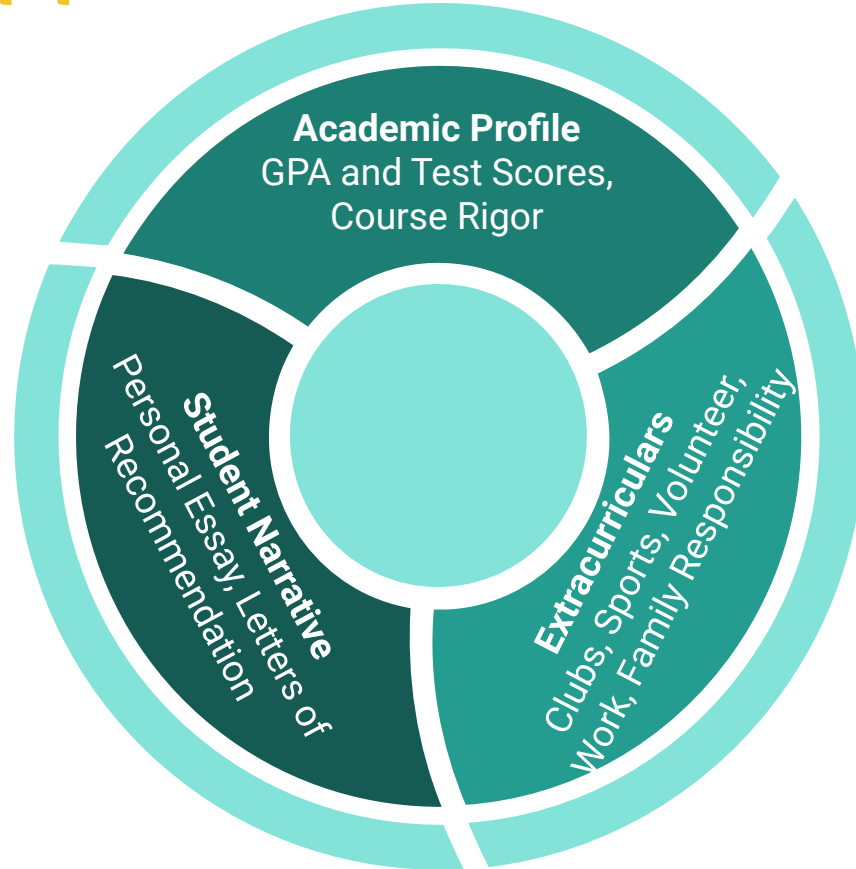 Academic Profile
GPA and Test Scores,
Course Rigor
Student Narrative
Personal Essay, Letters of
Recommendation
Extracurriculars
Clubs, Sports, Volunteer,
Work, Family Responsibility